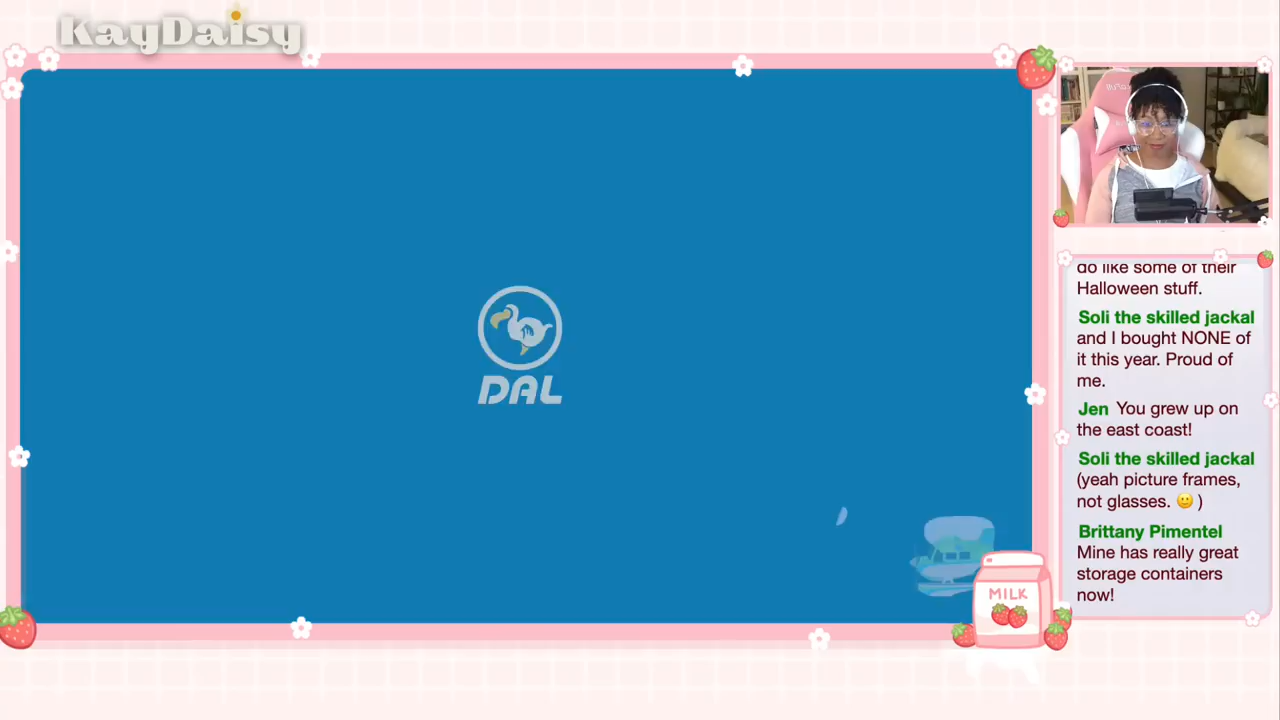 KayDaisy
DAL
MILK
do like some of their
Halloween stuff.
Soli the skilled jackal
and I bought NONE of
it this year. Proud of
me.
Jen You grew up on
the east coast!
Soli the skilled jackal
(yeah picture frames,
not glasses. 🙂 )
Brittany Pimentel
Mine has really great
storage containers
now!